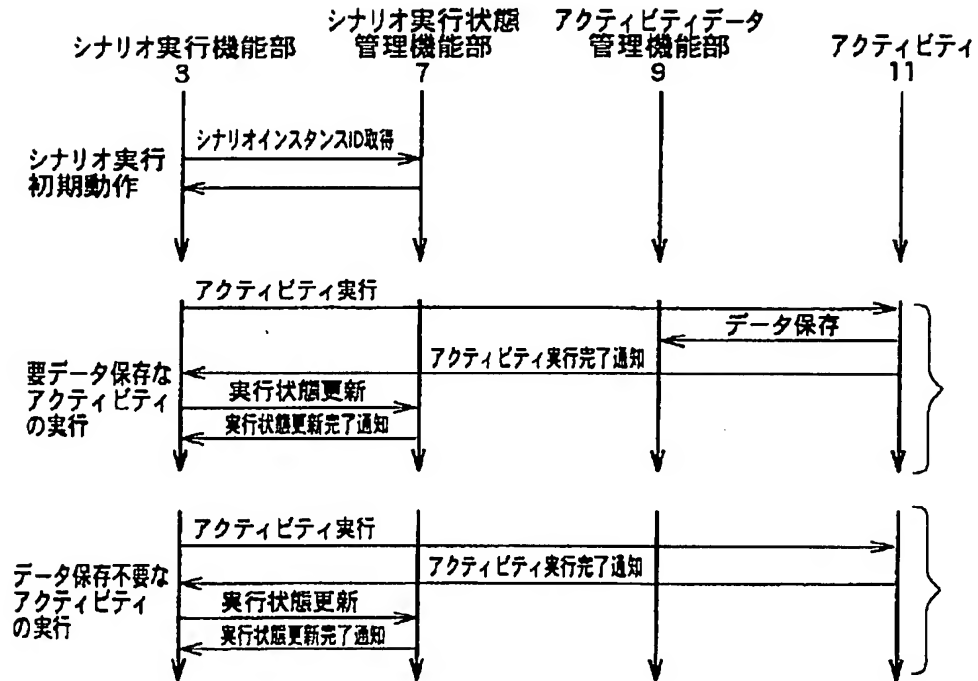 シナリオ実行機能部
3
シナリオ実行状態
管理機能部
7
アクティビティデータ
管理機能部
9
アクティビティ
11
シナリオ実行
初期動作
シナリオインスタンスID取得
要データ保存な
アクティビティ
の実行
アクティビティ実行
データ保存
アクティビティ実行完了通知
実行状態更新
実行状態更新完了通知
データ保存不要な
アクティビティ
の実行
アクティビティ実行
アクティビティ実行完了通知
実行状態更新
実行状態更新完了通知